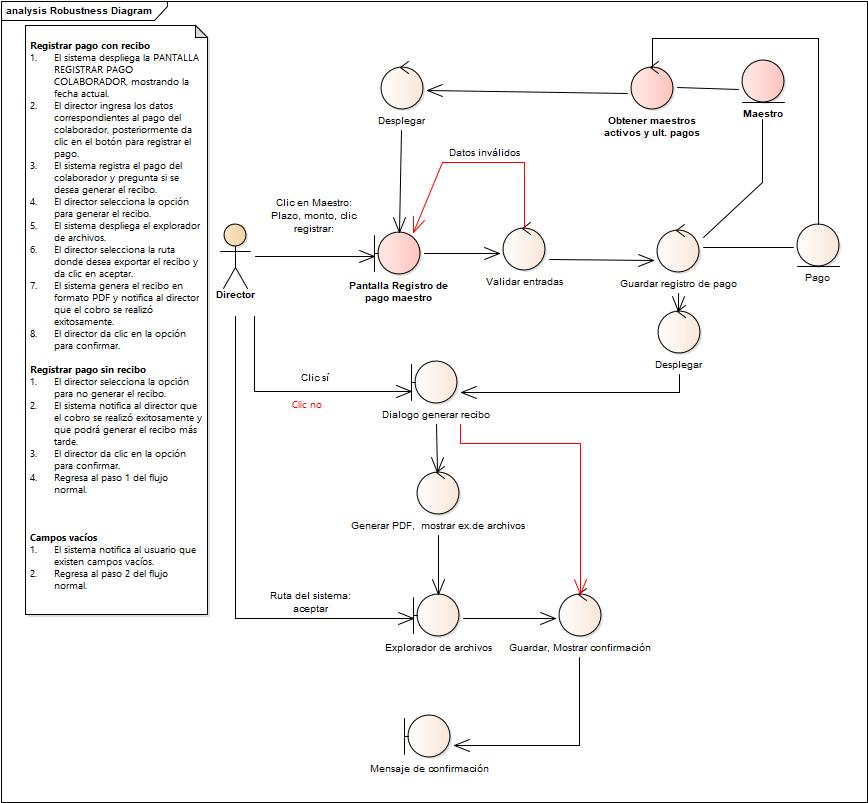 analysis Robustness Diagram
Registrar pago con recibo
1. El sistema despliega la PANTALLA
REGISTRAR PAGO
COLABORADOR, mostrando la
fecha actual.
2. El director ingresa los datos
correspondientes al pago del
colaborador, posteriormente da
clic en el botón para registrar el
pago.
3. El sistema registra el pago del
colaborador y pregunta si se
desea generar el recibo.
4. El director selecciona la opción
para generar el recibo.
5. El sistema despliega el explorador
de archivos.
6. El director selecciona la ruta
donde desea exportar el recibo y
da clic en aceptar.
7. El sistema genera el recibo en
formato PDF y notifica al director
que el cobro se realizó
exitosamente.
8. El director da clic en la opción
para confirmar.
Registrar pago sin recibo
1. El director selecciona la opción
para no generar el recibo.
2. El sistema notifica al director que
el cobro se realizó exitosamente y
que podrá generar el recibo más
tarde.
3. El director da clic en la opción
para confirmar.
4. Regresa al paso 1 del flujo
normal.
Campos vacíos
1. El sistema notifica al usuario que
existen campos vacíos.
2. Regresa al paso 2 del flujo
normal.
Desplegar
Obtener maestros
activos y ult. pagos
Maestro
Datos inválidos
Clic en Maestro:
Plazo, monto, clic
registrar:
Director
Pantalla Registro de
pago maestro
Validar entradas
Guardar registro de pago
Pago
Desplegar
Clic sí
Clic no
Dialogo generar recibo
Generar PDF, mostrar ex.de archivos
Ruta del sistema:
aceptar
Explorador de archivos
Guardar, Mostrar confirmación
Mensaje de confirmación